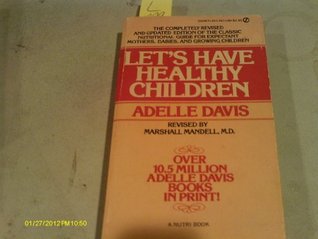 THE COMPLETELY REVISED
AND UPDATED EDITION OF THE CLASSIC
NUTRITIONAL GUIDE FOR EXPECTANT
MOTHERS, BABIES, AND GROWING CHILDREN
LET'S HAVE
HEALTHY
CHILDREN
ADELLE DAVIS
REVISED BY
MARSHALL MANDELL, M.D.
OVER
10.5 MILLION
ADELLE DAVIS
BOOKS
IN PRINT!
A NUTRI BOOK
01/27/2012 PM 10:50